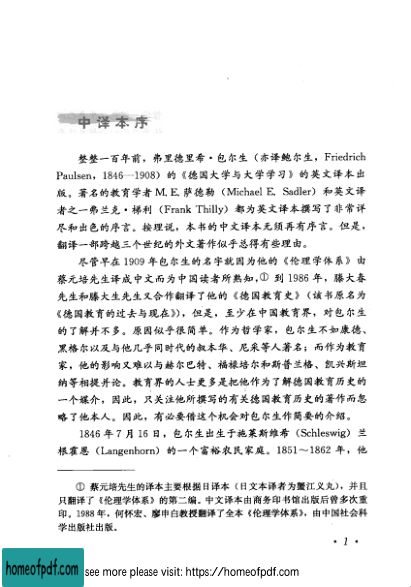 中译本序
整整一百年前，弗里德里希·包尔生（亦译鲍尔生，Friedrich
Paulsen，1846—1908）的《德国大学与大学学习》的英文译本出
版。著名的教育学者 M. E. 萨德勒（Michael E. Sadler）和英文译
者之一弗兰克·梯利（Frank Thilly）都为英文译本撰写了非常详
尽和出色的序言。按理说，本书的中文译本无须再有序言。但是，
翻译一部跨越三个世纪的外文著作似乎总得有些理由。
尽管早在 1909 年包尔生的名字就因为他的《伦理学体系》由
蔡元培先生译成中文而为中国读者所熟知，① 到 1986 年，滕大春
先生和滕大生先生又合作翻译了他的《德国教育史》（该书原名为
《德国教育的过去与现在》），但是，至少在中国教育界，对包尔生
的了解并不多。原因似乎很简单。作为哲学家，包尔生不如康德、
黑格尔以及与他几乎同时代的叔本华、尼采等人著名；而作为教育
家，他的影响又难以与赫尔巴特、福禄培尔和斯普兰格、凯兴斯坦
纳等相提并论。教育界的人士更多是把他作为了解德国教育历史的
一个媒介，因此，只关注他所撰写的有关德国教育历史的著作而忽
略了他本人。因此，有必要借这个机会对包尔生作简要的介绍。
1846 年 7 月 16 日，包尔生出生于施莱斯维希（Schleswig）兰
根霍恩（Langenhorn）的一个富裕农民家庭。1851～1862 年，他
① 蔡元培先生的译本主要根据日译本（日文本译者为蟹江义丸），并且
只翻译了《伦理学体系》的第二编。中文译本由商务印书馆出版后曾多次重
印。1988 年，何怀宏、廖申白教授翻译了全本《伦理学体系》，由中国社会科
学出版社出版。
· 1 ·
homeofpdf.com
see more please visit: https://homeofpdf.com